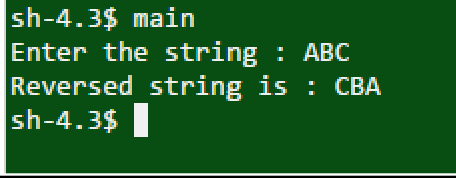 sh-4.3$ main
Enter the string : ABC
Reversed string is : CBA
sh-4.3$